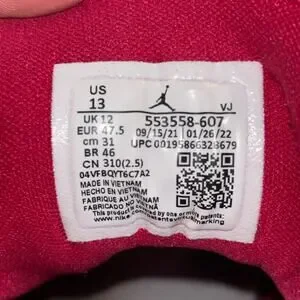 US
13
VJ
UK 12
553558-607
EUR 47.5
09/15/21 01/26/22
cm 31
UPC 00195866328679
BR 46
CN 310(2.5)
04VFBQYT6C7A2
MADE IN VIETNAM
HECHO EN VIETNAM
FABRIQUE AU VIETNAM
FABRICADO NO VIETNÃ